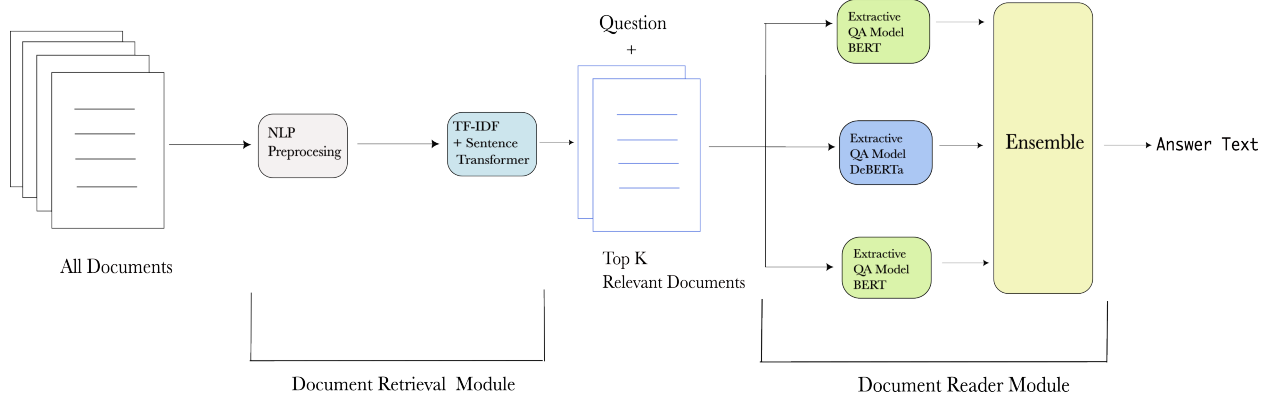 All Documents
NLP
Preprocesing
TF-IDF
+ Sentence
Transformer
Question
+
Top K
Relevant Documents
Extractive
QA Model
BERT
Extractive
QA Model
DeBERTa
Extractive
QA Model
BERT
Ensemble
Answer Text
Document Retrieval Module
Document Reader Module